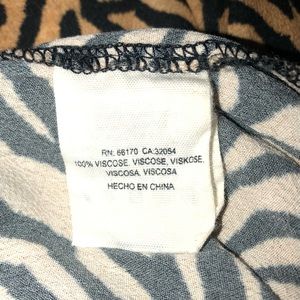 RN: 66170 CA:32054
100% VISCOSE, VISCOSE, VISKOSE,
VISCOSA, VISCOSA
HECHO EN CHINA